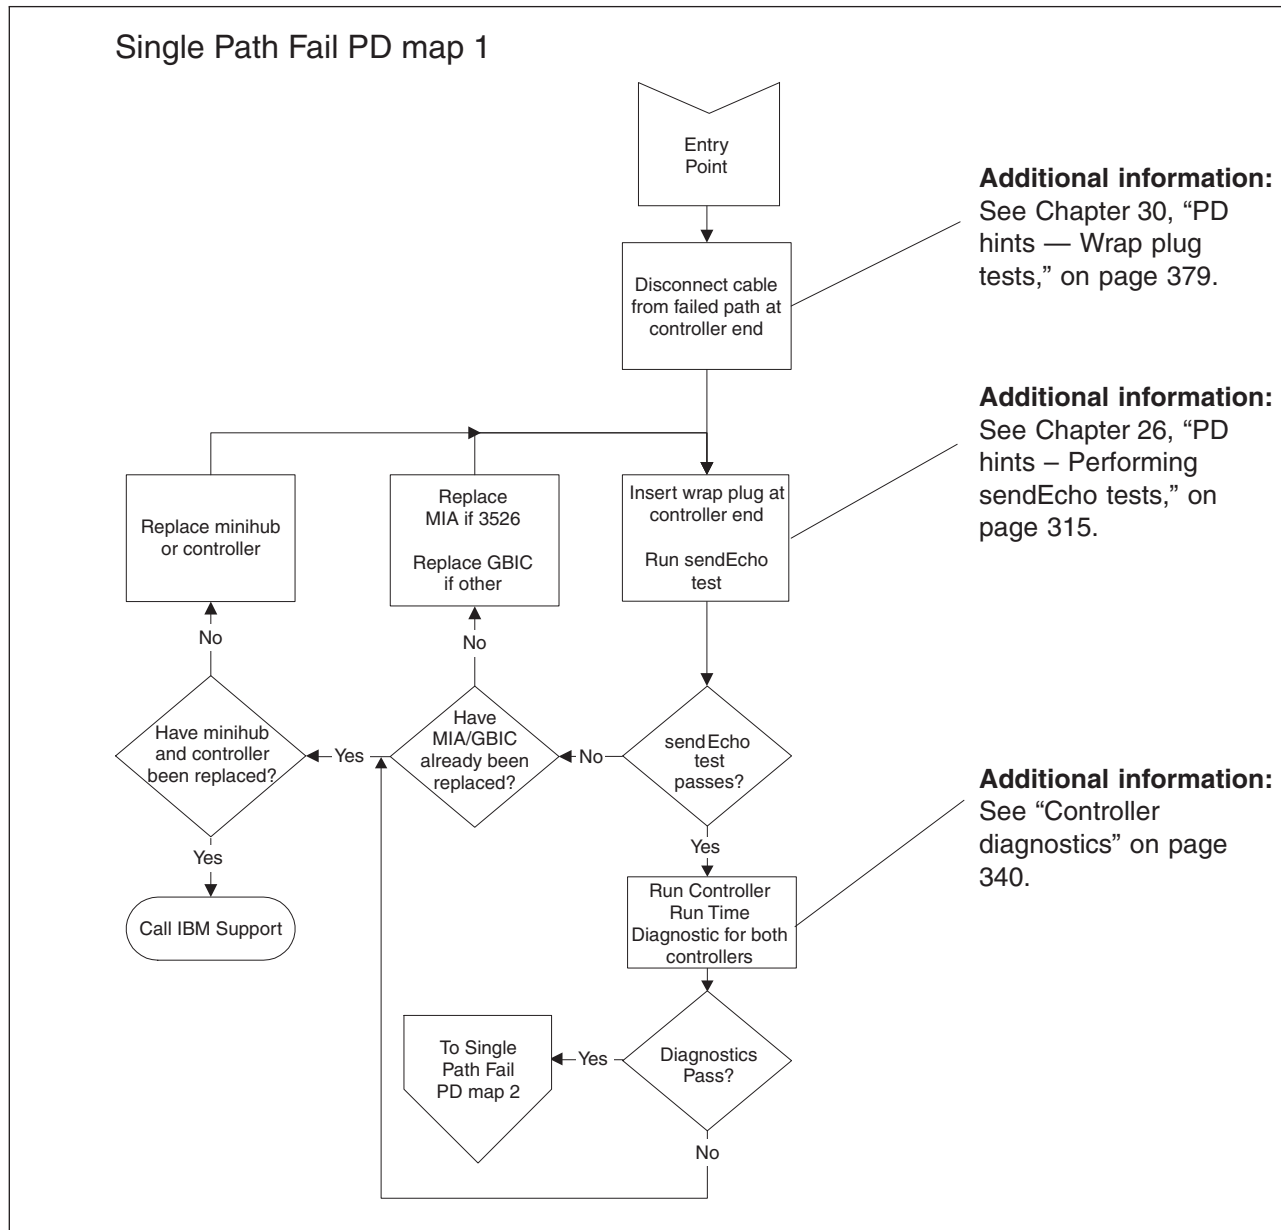 Single Path Fail PD map 1
Entry
Point
Additional information:
See Chapter 30, “PD
hints — Wrap plug
tests,” on page 379.
Disconnect cable
from failed path at
controller end
Additional information:
See Chapter 26, “PD
hints – Performing
sendEcho tests,” on
page 315.
Replace minihub
or controller
Replace
MIA if 3526
Replace GBIC
if other
Insert wrap plug at
controller end
Run sendEcho
test
No
No
Have minihub
and controller
been replaced?
Yes
Have
MIA/GBIC
already been
replaced?
No
sendEcho
test
passes?
Additional information:
See “Controller
diagnostics” on page
340.
Yes
Yes
Call IBM Support
Run Controller
Run Time
Diagnostic for both
controllers
To Single
Path Fail
PD map 2
Yes
Diagnostics
Pass?
No